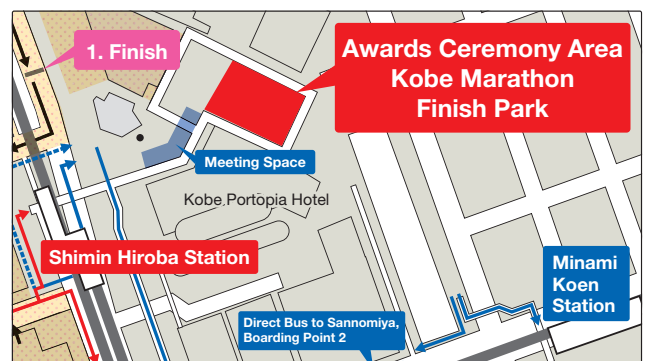 1. Finish
Awards Ceremony Area
Kobe Marathon
Finish Park
Meeting Space
Kobe Portopia Hotel
Shimin Hiroba Station
Minami
Koen
Station
Direct Bus to Sannomiya,
Boarding Point 2